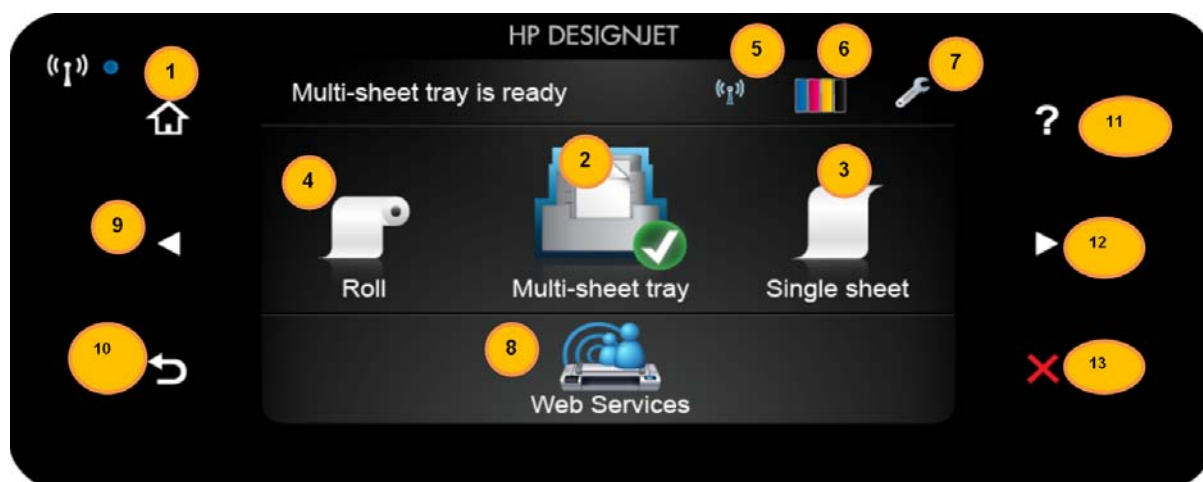 HP DESIGNJET
5
6
7
1
Multi-sheet tray is ready
?
11
2
3
4
9
12
Roll
Multi-sheet tray
Single sheet
10
8
13
Web Services